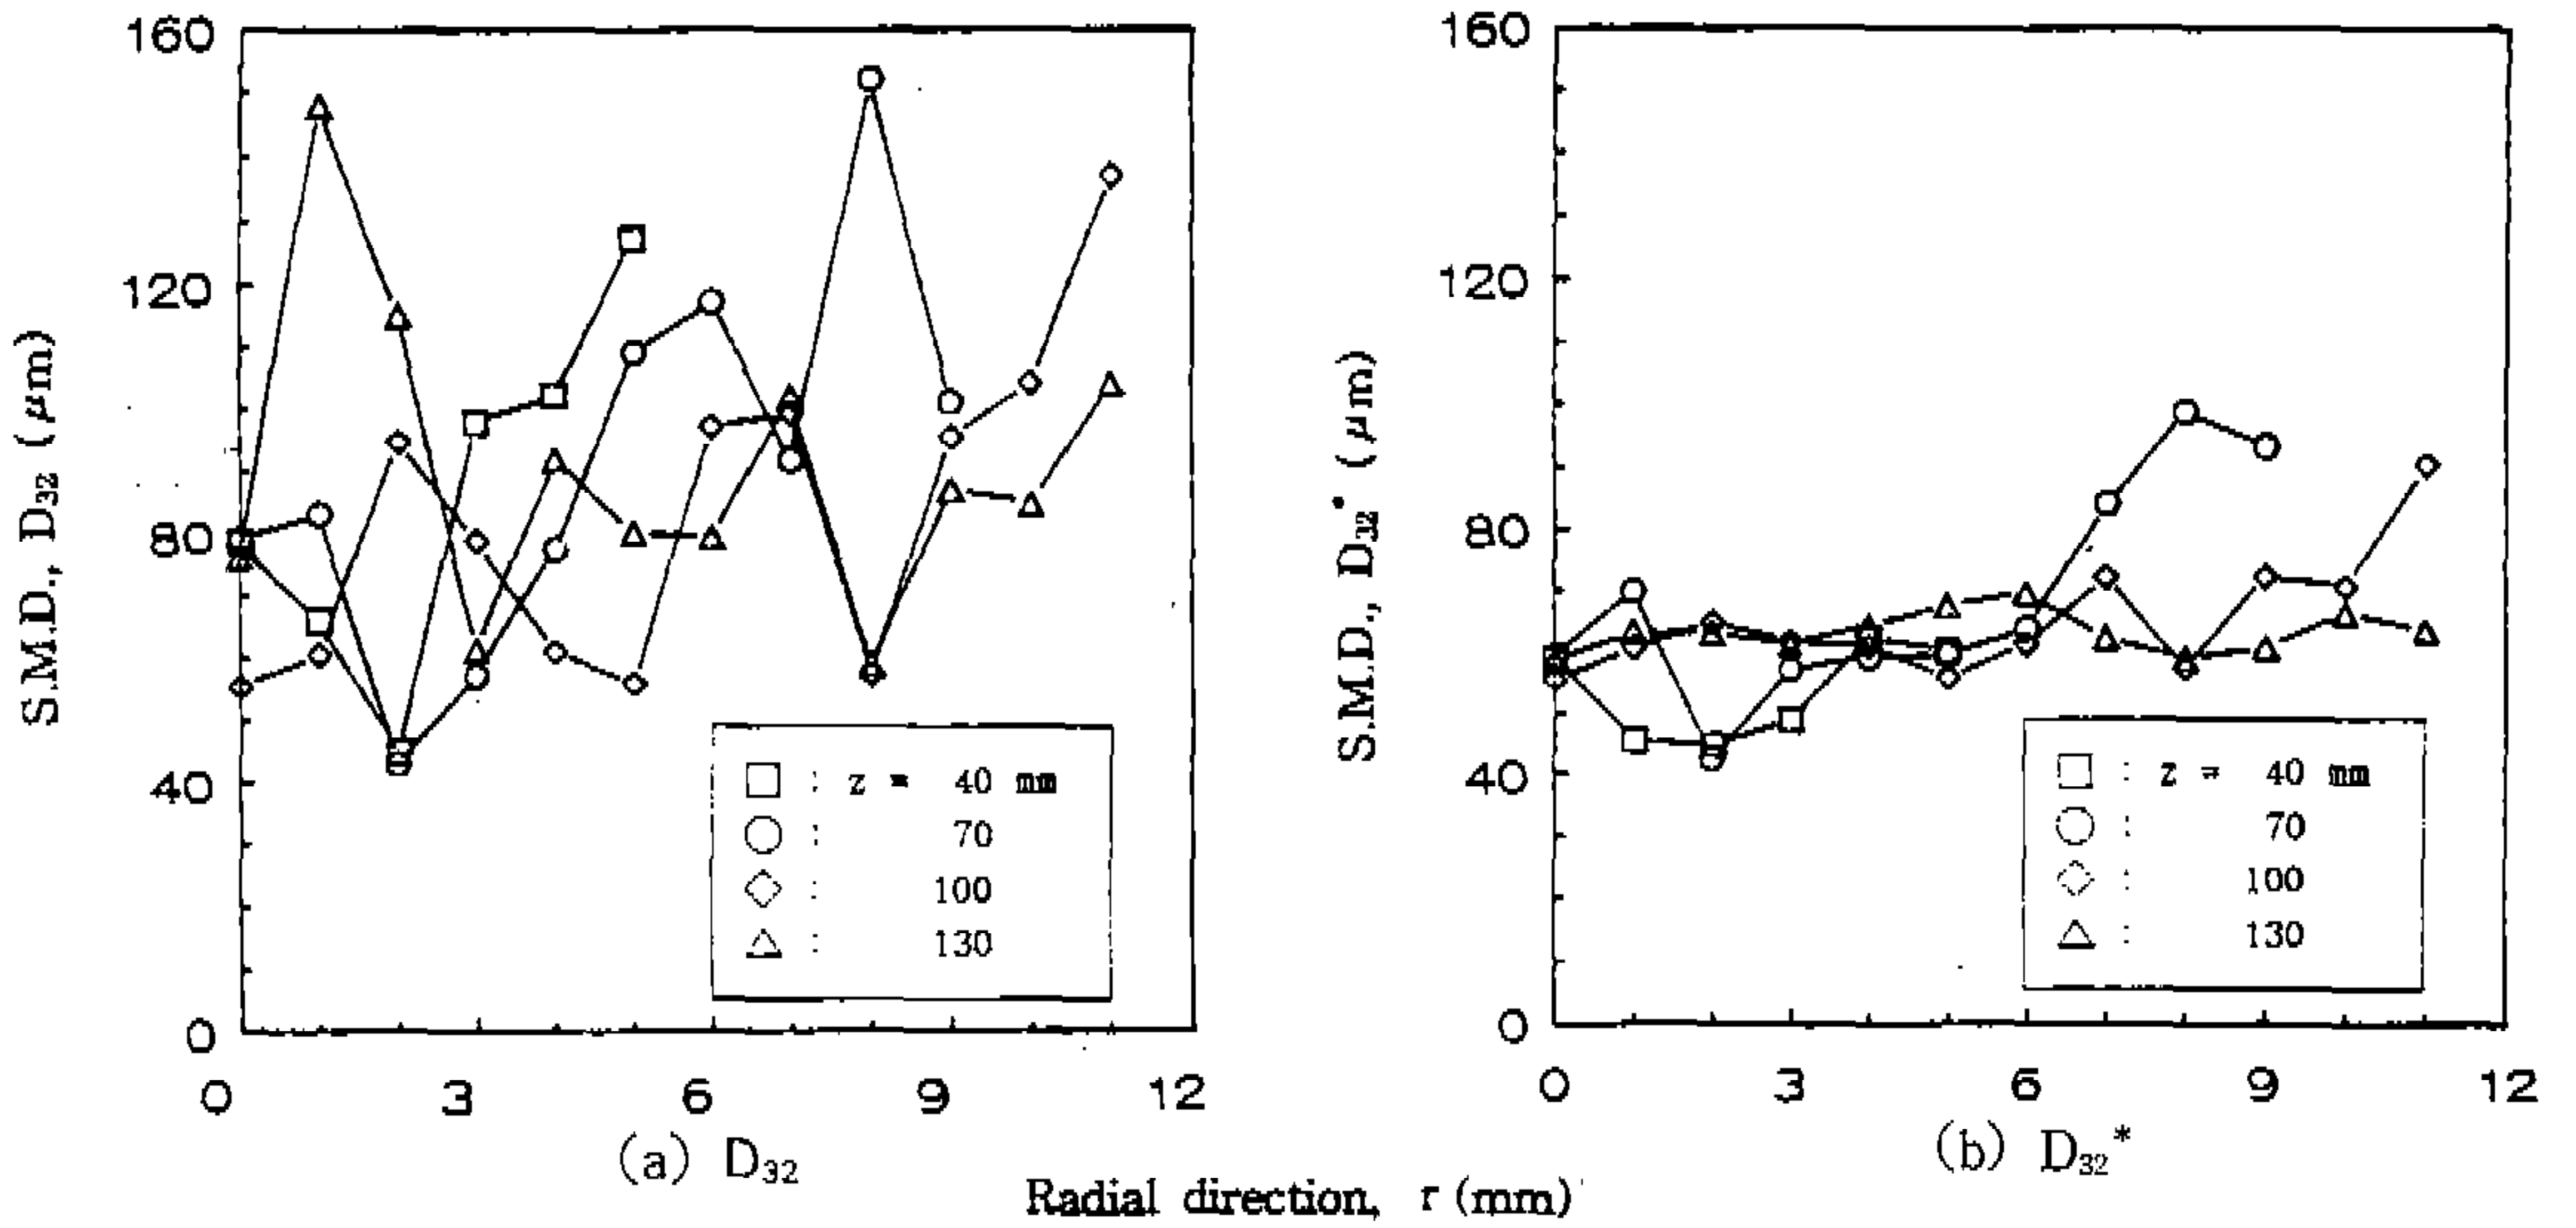 160
120
80
40
0
0 3 6 9 12
S.M.D., D32 (μm)
□ : z = 40 mm
○ : 70
◇ : 100
△ : 130
(a) D32
160
120
80
40
0
0 3 6 9 12
S.M.D., D32* (μm)
□ : z = 40 mm
○ : 70
◇ : 100
△ : 130
(b) D32*
Radial direction, r (mm)